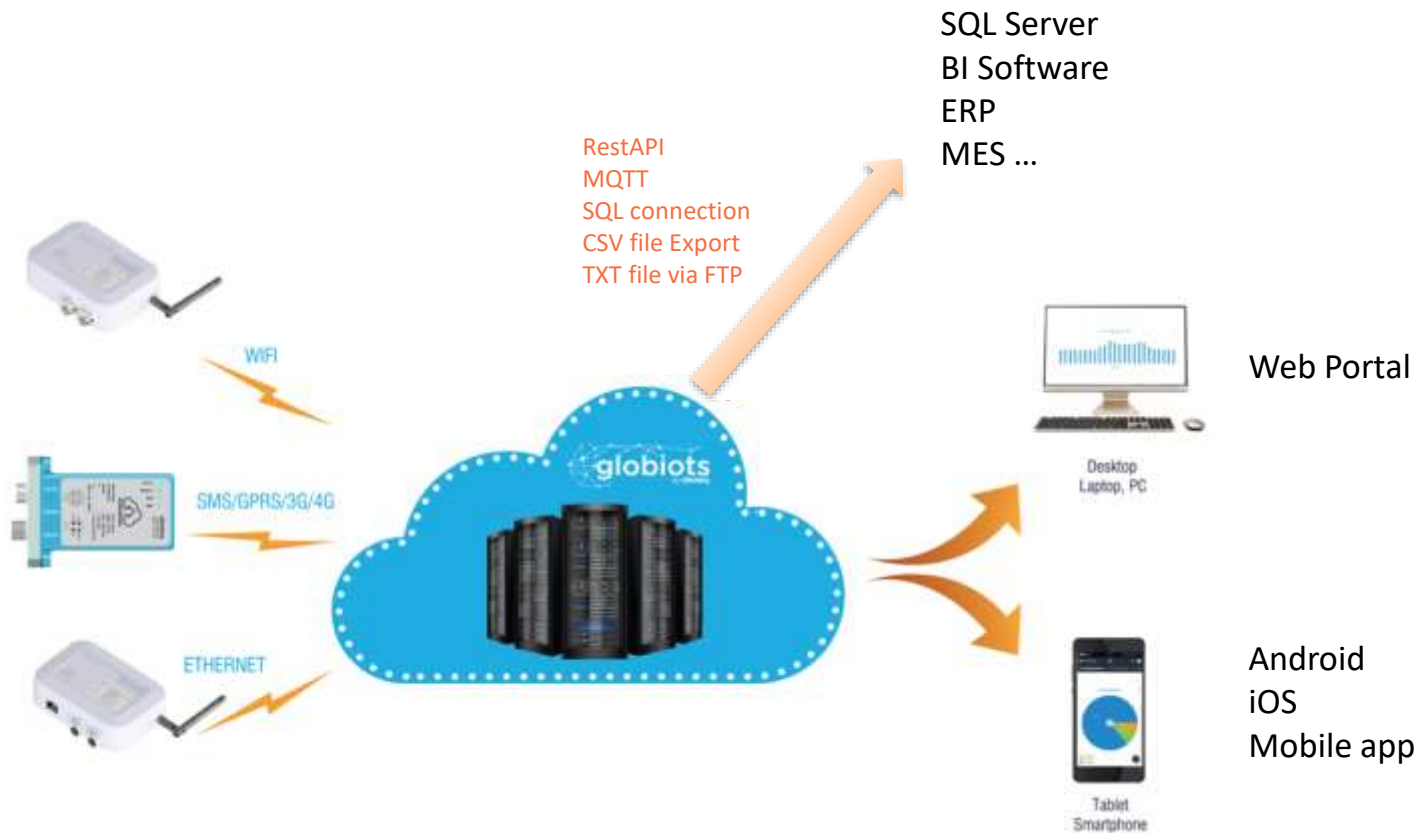 SQL Server
BI Software
ERP
MES ...
RestAPI
MQTT
SQL connection
CSV file Export
TXT file via FTP
WIFI
SMS/GPRS/3G/4G
ETHERNET
globiots
Desktop
Laptop, PC
Web Portal
Android
iOS
Mobile app
Tablet
Smartphone